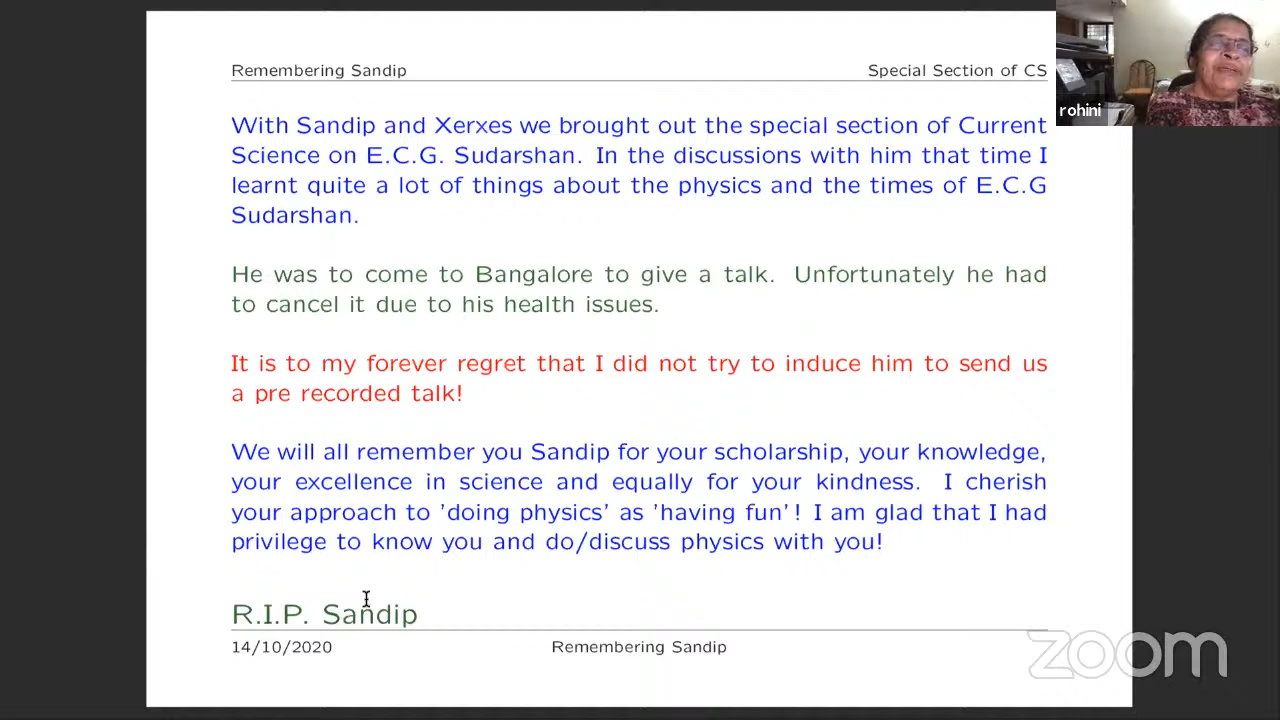 Remembering Sandip
Special Section of CS
rohini
With Sandip and Xerxes we brought out the special section of Current
Science on E.C.G. Sudarshan. In the discussions with him that time I
learnt quite a lot of things about the physics and the times of E.C.G
Sudarshan.
He was to come to Bangalore to give a talk. Unfortunately he had
to cancel it due to his health issues.
It is to my forever regret that I did not try to induce him to send us
a pre recorded talk!
We will all remember you Sandip for your scholarship, your knowledge,
your excellence in science and equally for your kindness. I cherish
your approach to 'doing physics' as 'having fun'! I am glad that I had
privilege to know you and do/discuss physics with you!
R.I.P. Sandip
14/10/2020
Remembering Sandip
zoom